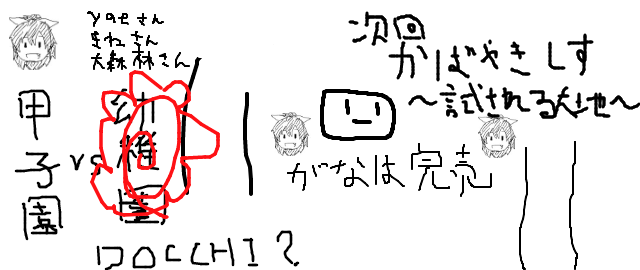 yaeさん
きねさん
大森林さん
甲子園
vs
幼稚園
DOCCHI?
次回
かばやきしす
～試される大地～
がなは完売